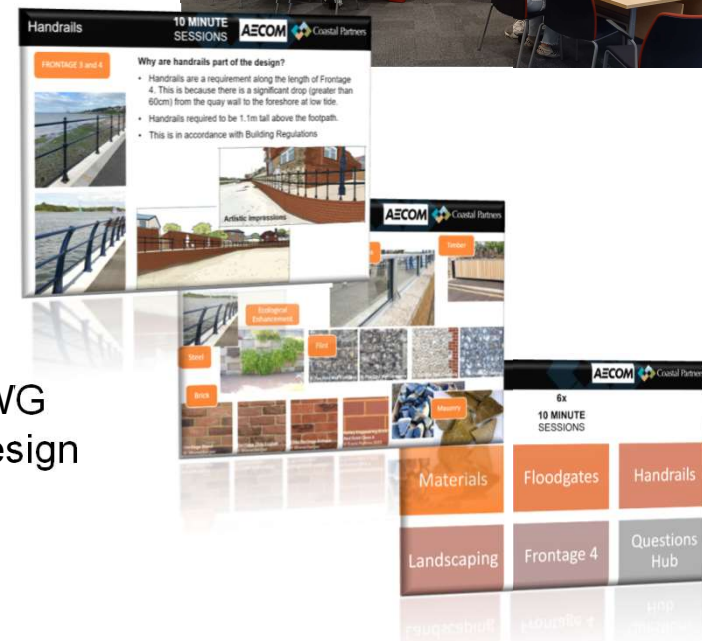 Handrails
10 MINUTE
SESSIONS
AECOM
Coastal Partners
FRONTAGE 3 and 4
Why are handrails part of the design?
• Handrails are a requirement along the length of Frontage
4. This is because there is a significant drop (greater than
60cm) from the quay wall to the foreshore at low tide.
• Handrails required to be 1.1m tall above the footpath.
• This is in accordance with Building Regulations
Artistic impressions
AECOM
Coastal Partners
Timber
Ecological
Enhancement
Steel
Flint
Brick
Masonry
WG
esign
AECOM
Coastal Partners
6x
10 MINUTE
SESSIONS
Materials
Floodgates
Handrails
Landscaping
Frontage 4
Questions
Hub